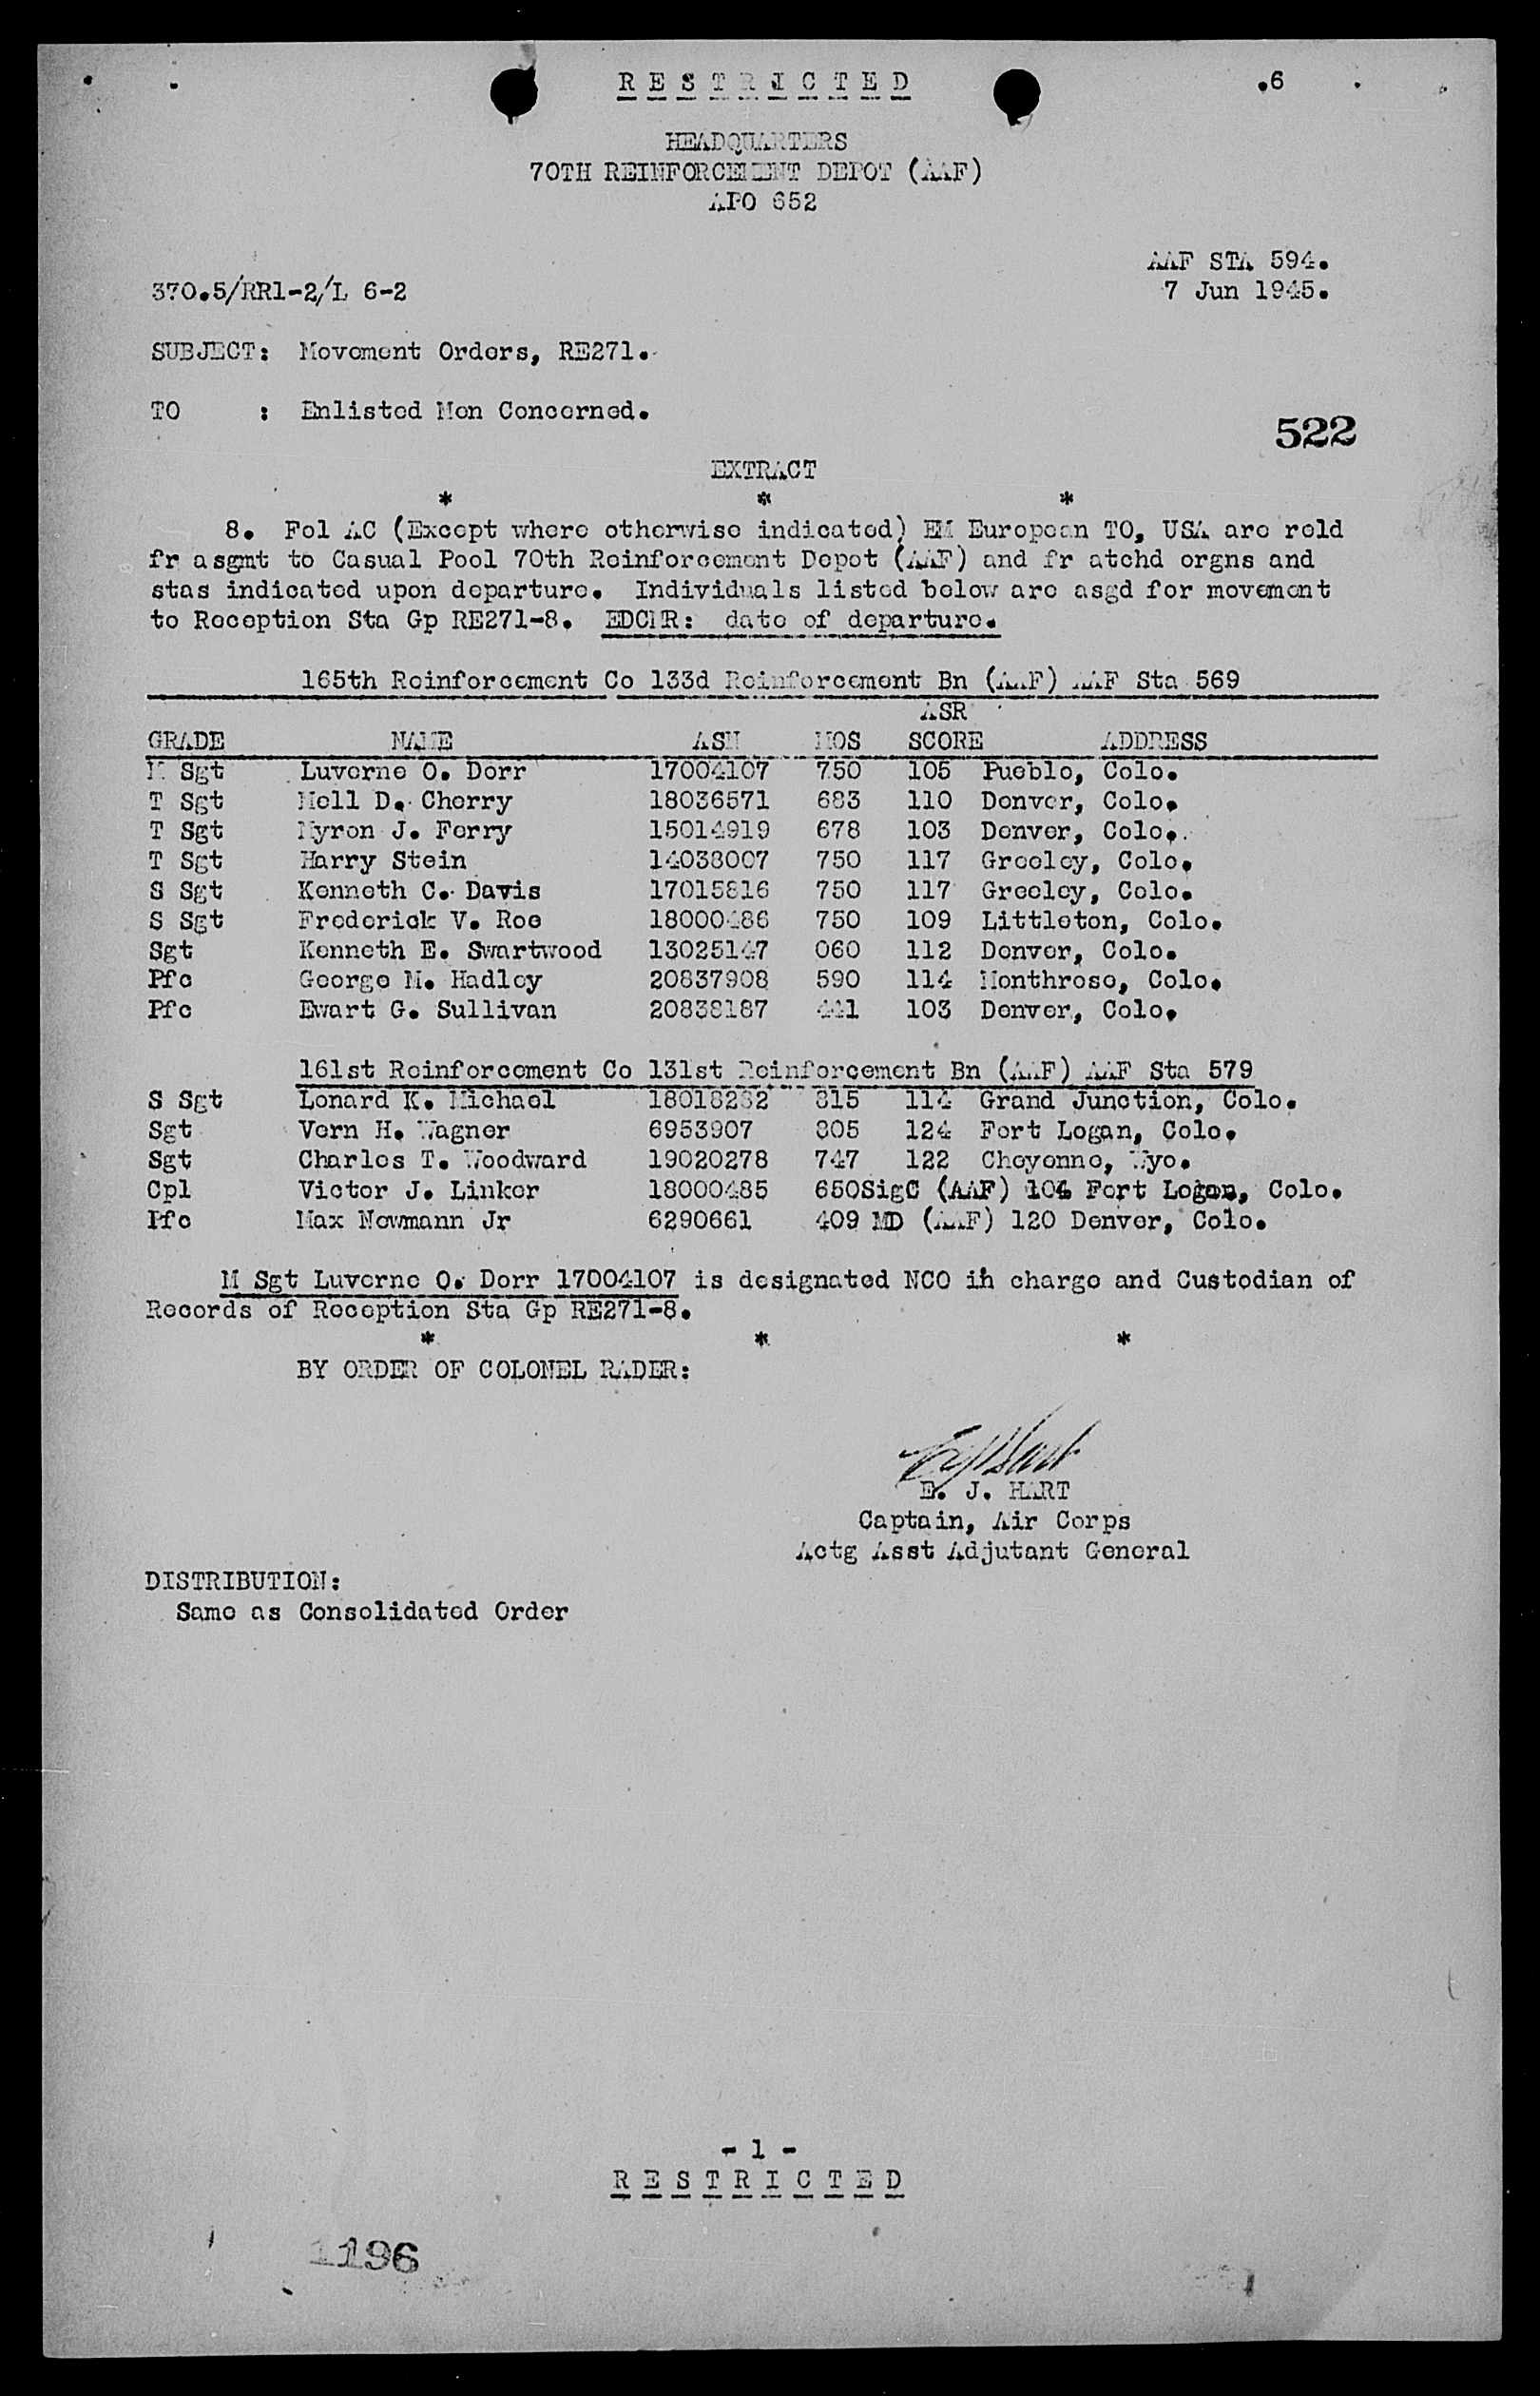 R E S T R I C T E D .6
HEADQUARTERS
70TH REINFORCEMENT DEPOT (AAF)
APO 652
AAF STA 594.
370.5/RR1-2/L 6-2 7 Jun 1945.
SUBJECT: Movement Orders, RE271.
TO : Enlisted Men Concerned.
522
EXTRACT
* * *
8. Fol AC (Except where otherwise indicated) EM European TO, USA are reld
fr asgmt to Casual Pool 70th Reinforcement Depot (AAF) and fr atchd orgns and
stas indicated upon departure. Individuals listed below are asgd for movement
to Reception Sta Gp RE271-8. EDCMR: date of departure.
165th Reinforcement Co 133d Reinforcement Bn (AAF) AAF Sta 569
ASR
GRADE NAME ASN MOS SCORE ADDRESS
M Sgt Luverne O. Dorr 17004107 750 105 Pueblo, Colo.
T Sgt Mell D. Cherry 18036571 683 110 Denver, Colo.
T Sgt Myron J. Ferry 15014919 678 103 Denver, Colo.
T Sgt Harry Stein 14038007 750 117 Greeley, Colo.
S Sgt Kenneth C. Davis 17015816 750 117 Greeley, Colo.
S Sgt Frederick V. Roe 18000486 750 109 Littleton, Colo.
Sgt Kenneth E. Swartwood 13025147 060 112 Denver, Colo.
Pfc George M. Hadley 20837908 590 114 Monthrose, Colo.
Pfc Ewart G. Sullivan 20838187 441 103 Denver, Colo.
161st Reinforcement Co 131st Reinforcement Bn (AAF) AAF Sta 579
S Sgt Lonard K. Michael 18018232 815 114 Grand Junction, Colo.
Sgt Vern H. Wagner 6953907 805 124 Fort Logan, Colo.
Sgt Charles T. Woodward 19020278 747 122 Cheyenne, Wyo.
Cpl Victor J. Linker 18000485 650SigC (AAF) 104 Fort Logan, Colo.
Pfc Max Newmann Jr 6290661 409 MD (AAF) 120 Denver, Colo.
M Sgt Luverne O. Dorr 17004107 is designated NCO ih charge and Custodian of
Records of Reception Sta Gp RE271-8.
* * *
BY ORDER OF COLONEL RADER:
E. J. HART
Captain, Air Corps
Actg Asst Adjutant General
DISTRIBUTION:
Same as Consolidated Order
- 1 -
R E S T R I C T E D
1196